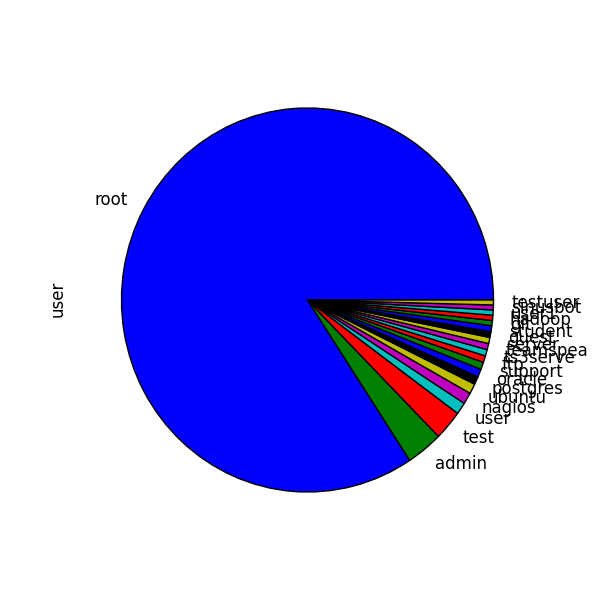 root
user
testuser
sinusbot
hadoop
git
student
guest
server
teamspea
ts3serve
ftp
support
oracle
postgres
ubuntu
nagios
user
test
admin